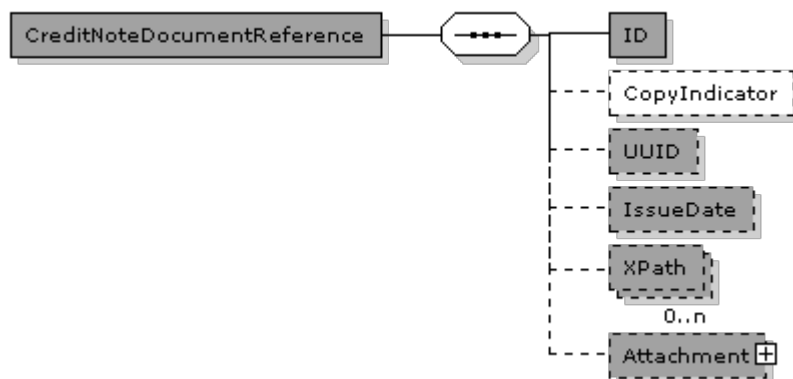 CreditNoteDocumentReference
ID
CopyIndicator
UUID
IssueDate
XPath
0..n
Attachment